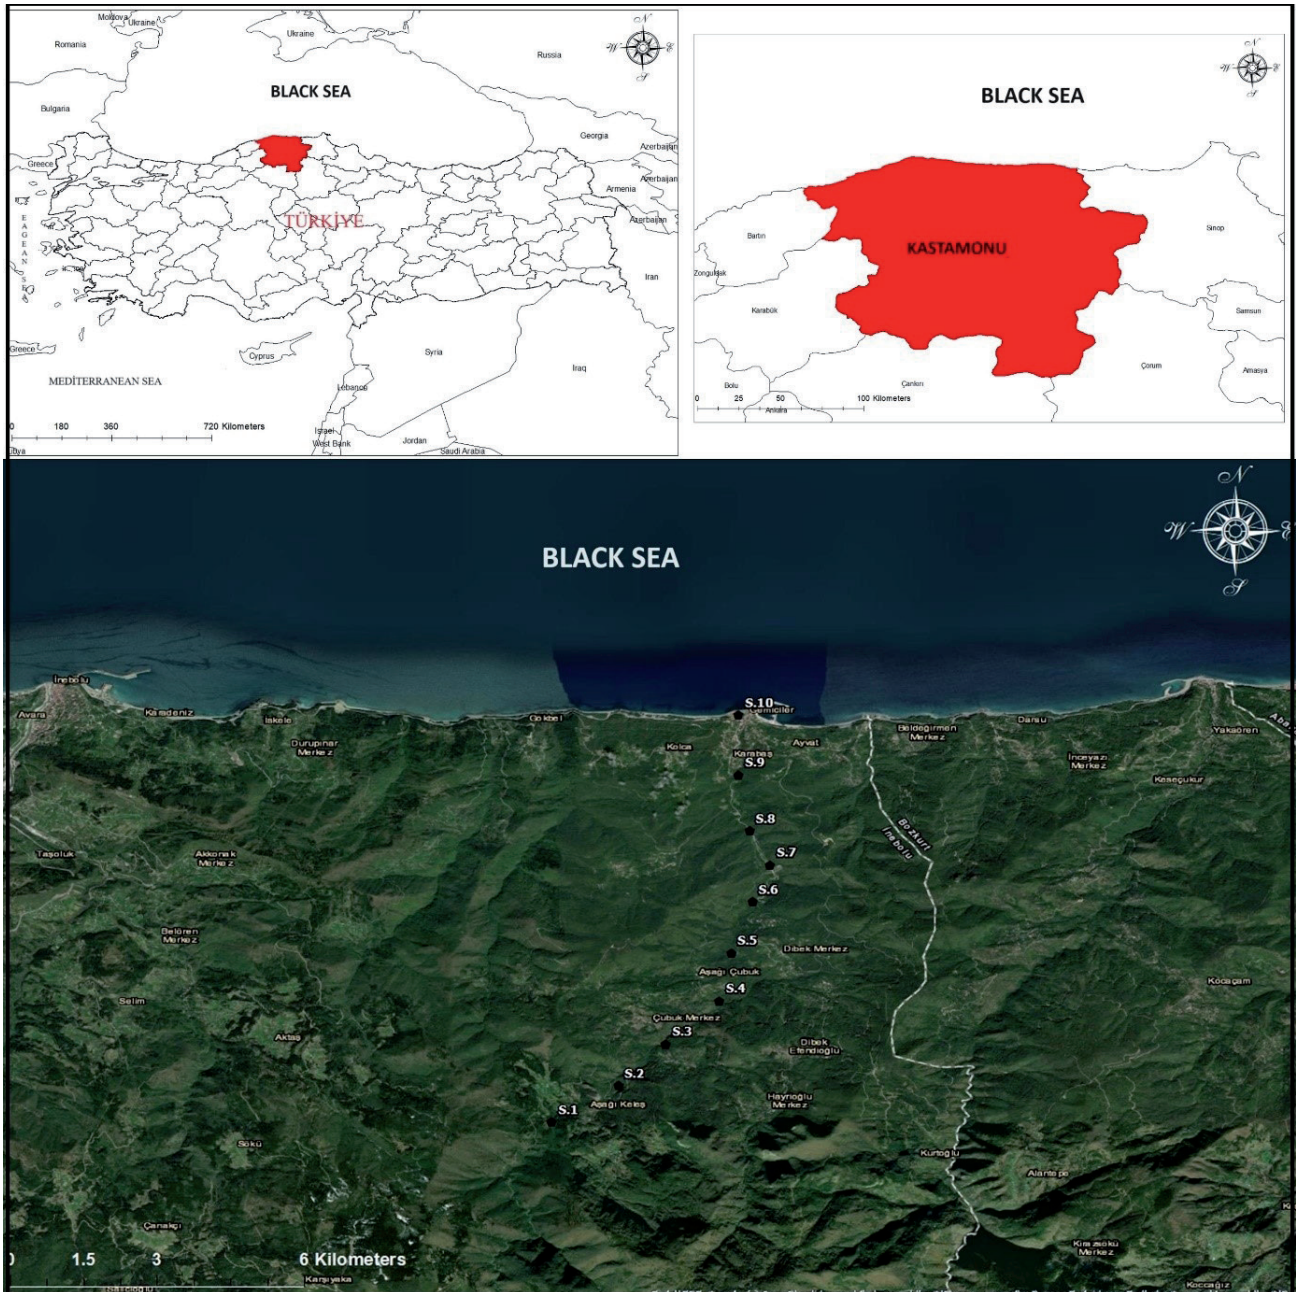 Moldova
Ukraine
Ukraine
Romania
Russia
N
W
E
S
BLACK SEA
Bulgaria
Georgia
Azerbaijan
Greece
Azerbaijan
Armenia
TÜRKİYE
Azerbaijan
EAGEAN SEA
Iran
Greece
Cyprus
Syria
Iraq
MEDİTERRANEAN SEA
Lebanon
0 180 360 720 Kilometers
Israel
West Bank
Jordan
Saudi Arabia
N
W
E
S
BLACK SEA
Bartın
Sinop
KASTAMONU
Zonguldak
Karabük
Samsun
Çorum
Amasya
Bolu
Çankırı
0 25 50 100 Kilometers
Ankara
N
W
E
S
BLACK SEA
İnebolu
Avara
Karadeniz
İskele
Gökbel
S.10
Gemiciler
Durupınar
Merkez
Kolca
Karabaş
Ayvat
Beldeğirmen
Merkez
Darsu
Yakaören
Aba
İnceyazı
Merkez
Keseçukur
S.9
S.8
Bozkurt
İnebolu
S.7
Taşoluk
Akkonak
Merkez
S.6
Belören
Merkez
S.5
Dibek Merkez
Aşağı Çubuk
Kocaçam
Selim
S.4
Çubuk Merkez
Aktaş
S.3
Dibek
Efendioğlu
S.2
Aşağı Keleş
Hayrioğlu
Merkez
S.1
Sökü
Kurtoğlu
Alantepe
Çanakçı
Kirazsökü
Merkez
1.5 3 6 Kilometers
Karşıyaka
Koccağız